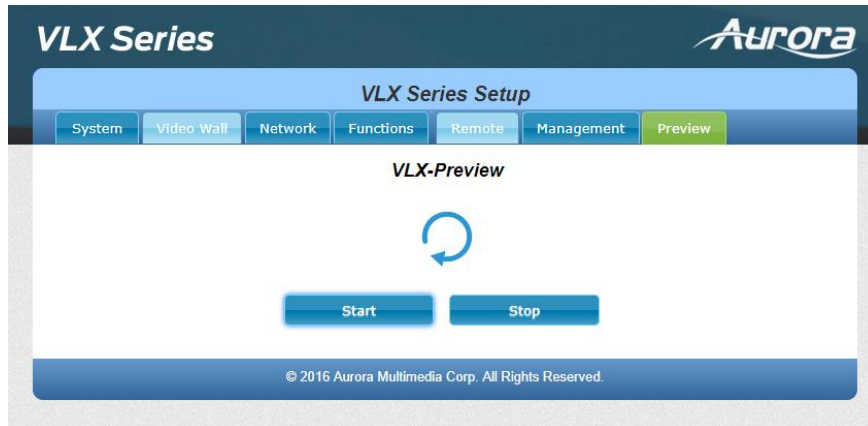 VLX Series Aurora
VLX Series Setup
System Video Wall Network Functions Remote Management Preview
VLX-Preview
Start Stop
© 2016 Aurora Multimedia Corp. All Rights Reserved.